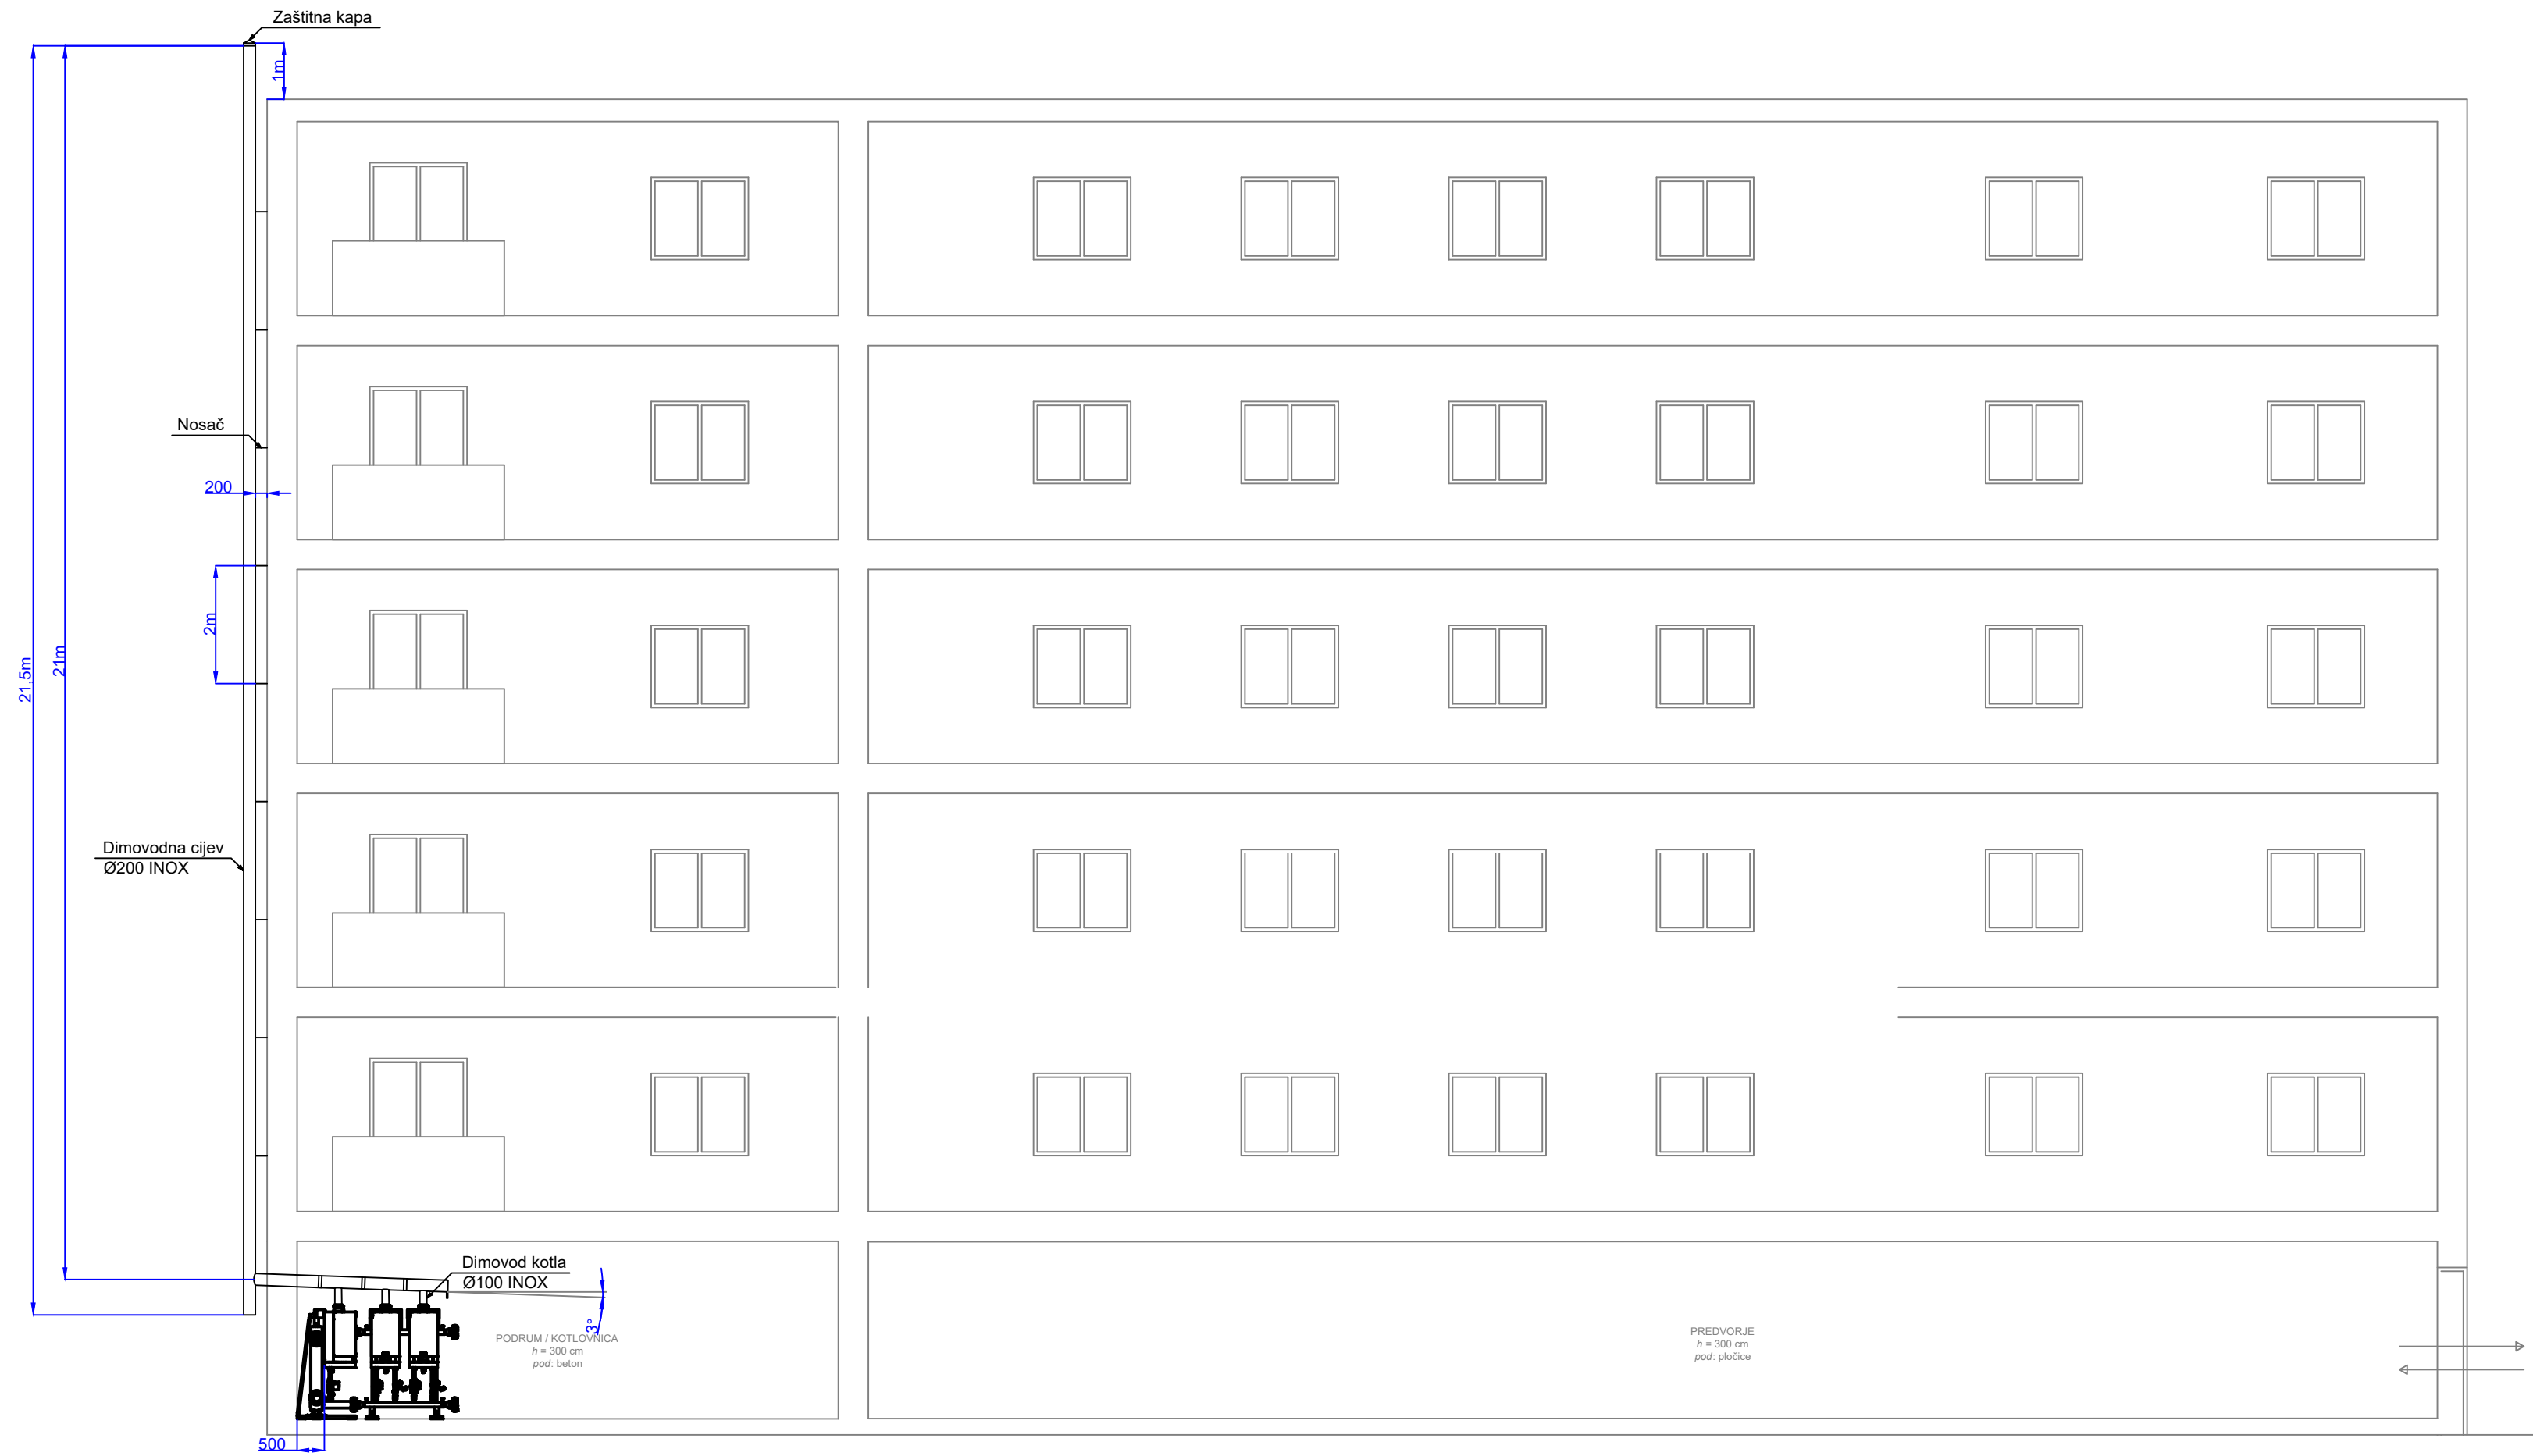 Zaštitna kapa
1m
Nosač
200
2m
21,5m
21m
Dimovodna cijev
Ø200 INOX
Dimovod kotla
Ø100 INOX
3°
PODRUM / KOTLOVNICA
h = 300 cm
pod: beton
PREDVORJE
h = 300 cm
pod: pločice
500